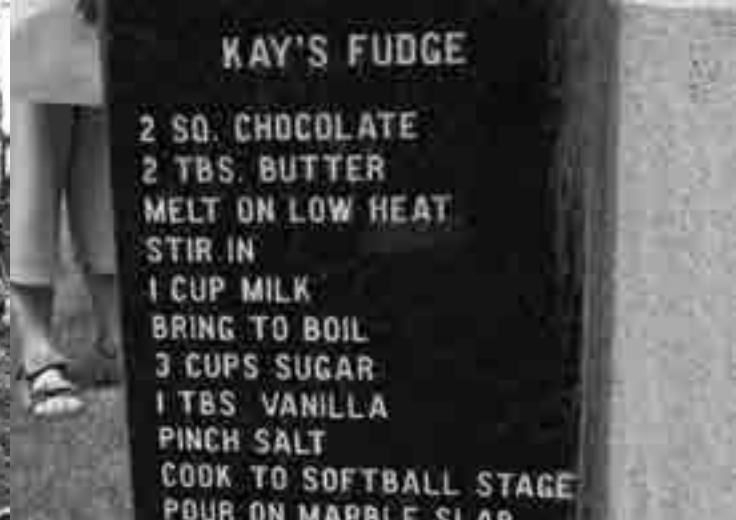 KAY'S FUDGE
2 SQ. CHOCOLATE
2 TBS. BUTTER
MELT ON LOW HEAT
STIR IN
1 CUP MILK
BRING TO BOIL
3 CUPS SUGAR
1 TBS VANILLA
PINCH SALT
COOK TO SOFTBALL STAGE
POUR ON MARBLE SLAB